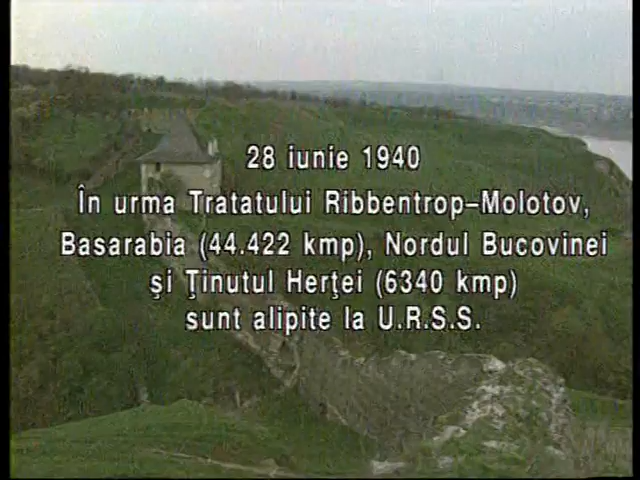 28 iunie 1940
În urma Tratatului Ribbentrop-Molotov,
Basarabia (44.422 kmp), Nordul Bucovinei
şi Ţinutul Herţei (6340 kmp)
sunt alipite la U.R.S.S.